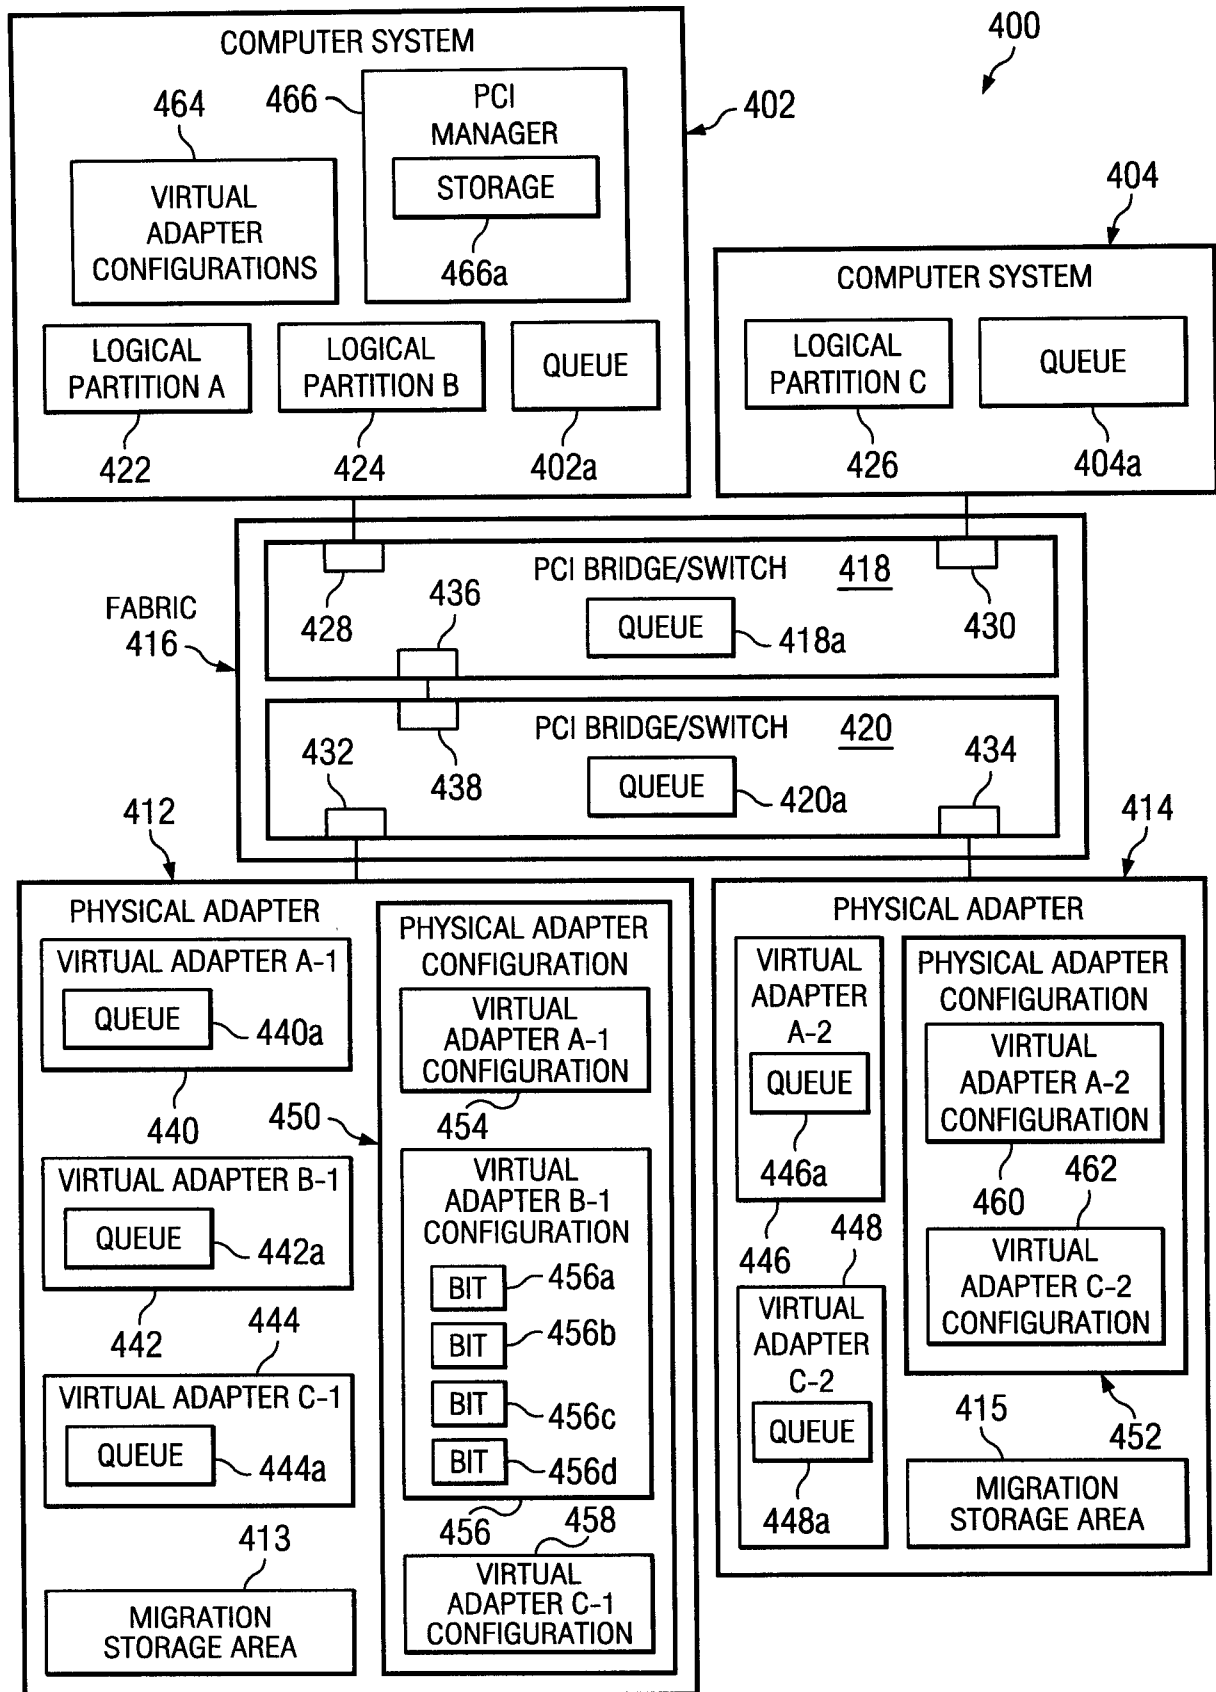 400
COMPUTER SYSTEM
402
464
466
PCI
MANAGER
STORAGE
466a
VIRTUAL
ADAPTER
CONFIGURATIONS
LOGICAL
PARTITION A
422
LOGICAL
PARTITION B
424
QUEUE
402a
404
COMPUTER SYSTEM
LOGICAL
PARTITION C
426
QUEUE
404a
FABRIC
416
PCI BRIDGE/SWITCH
418
428
436
QUEUE
418a
430
PCI BRIDGE/SWITCH
420
432
438
QUEUE
420a
434
412
PHYSICAL ADAPTER
VIRTUAL ADAPTER A-1
QUEUE
440a
440
VIRTUAL ADAPTER B-1
QUEUE
442a
442
444
VIRTUAL ADAPTER C-1
QUEUE
444a
413
MIGRATION
STORAGE AREA
450
PHYSICAL ADAPTER
CONFIGURATION
VIRTUAL
ADAPTER A-1
CONFIGURATION
454
VIRTUAL
ADAPTER B-1
CONFIGURATION
BIT
456a
BIT
456b
BIT
456c
BIT
456d
456
458
VIRTUAL
ADAPTER C-1
CONFIGURATION
414
PHYSICAL ADAPTER
VIRTUAL
ADAPTER
A-2
QUEUE
446a
446
448
VIRTUAL
ADAPTER
C-2
QUEUE
448a
PHYSICAL ADAPTER
CONFIGURATION
VIRTUAL
ADAPTER A-2
CONFIGURATION
460
462
VIRTUAL
ADAPTER C-2
CONFIGURATION
452
415
MIGRATION
STORAGE AREA